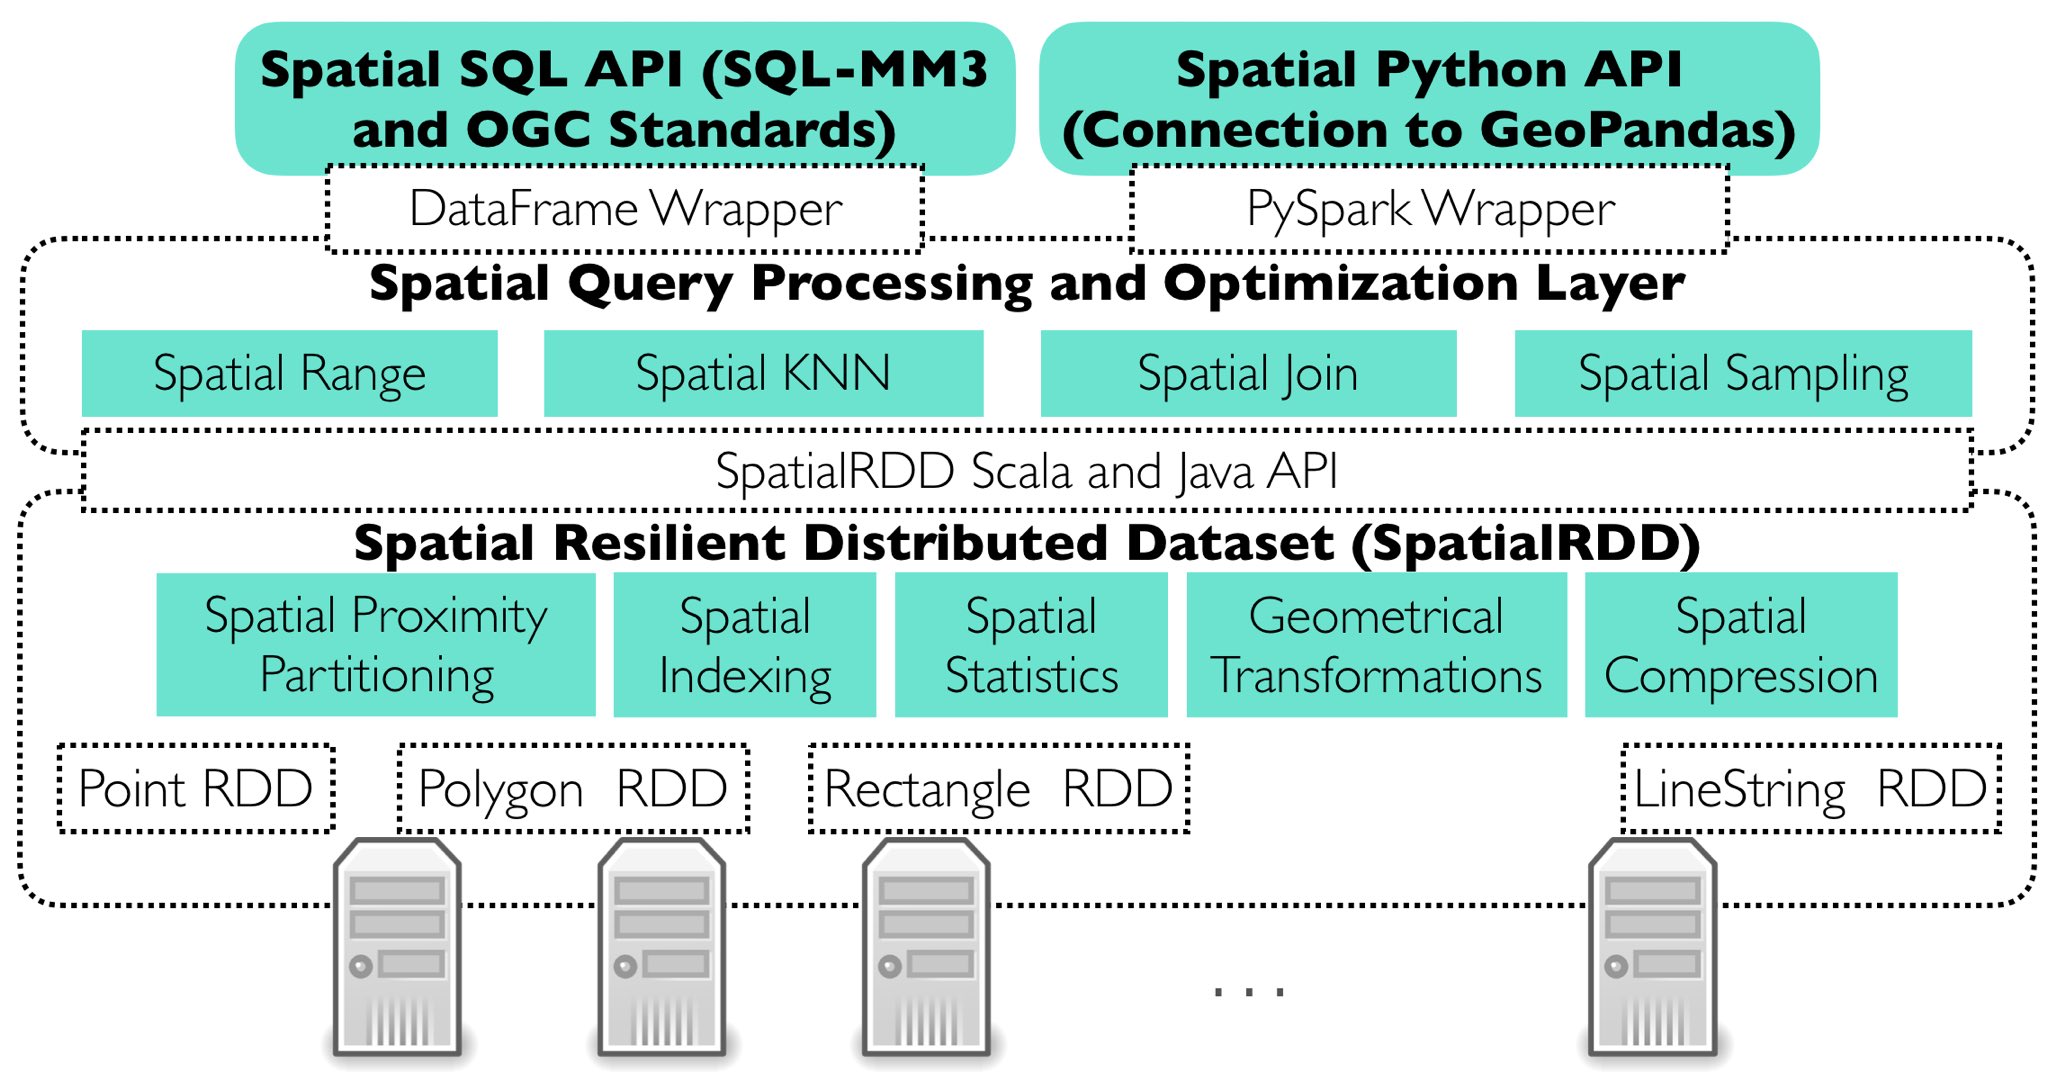 Spatial SQL API (SQL-MM3
and OGC Standards)
Spatial Python API
(Connection to GeoPandas)
DataFrame Wrapper
PySpark Wrapper
Spatial Query Processing and Optimization Layer
Spatial Range
Spatial KNN
Spatial Join
Spatial Sampling
SpatialRDD Scala and Java API
Spatial Resilient Distributed Dataset (SpatialRDD)
Spatial Proximity
Partitioning
Spatial
Indexing
Spatial
Statistics
Geometrical
Transformations
Spatial
Compression
Point RDD
Polygon RDD
Rectangle RDD
LineString RDD
...